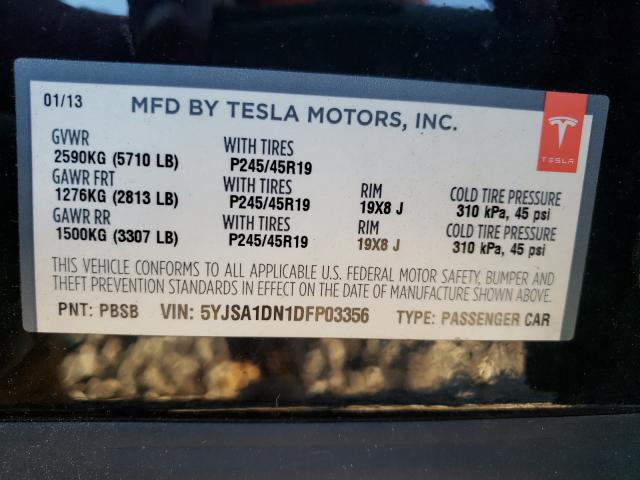 01/13 MFD BY TESLA MOTORS, INC.
TESLA
GVWR WITH TIRES
2590KG (5710 LB) P245/45R19
GAWR FRT WITH TIRES RIM COLD TIRE PRESSURE
1276KG (2813 LB) P245/45R19 19X8 J 310 kPa, 45 psi
GAWR RR WITH TIRES RIM COLD TIRE PRESSURE
1500KG (3307 LB) P245/45R19 19X8 J 310 kPa, 45 psi
THIS VEHICLE CONFORMS TO ALL APPLICABLE U.S. FEDERAL MOTOR SAFETY, BUMPER AND
THEFT PREVENTION STANDARDS IN EFFECT ON THE DATE OF MANUFACTURE SHOWN ABOVE.
PNT: PBSB VIN: 5YJSA1DN1DFP03356 TYPE: PASSENGER CAR